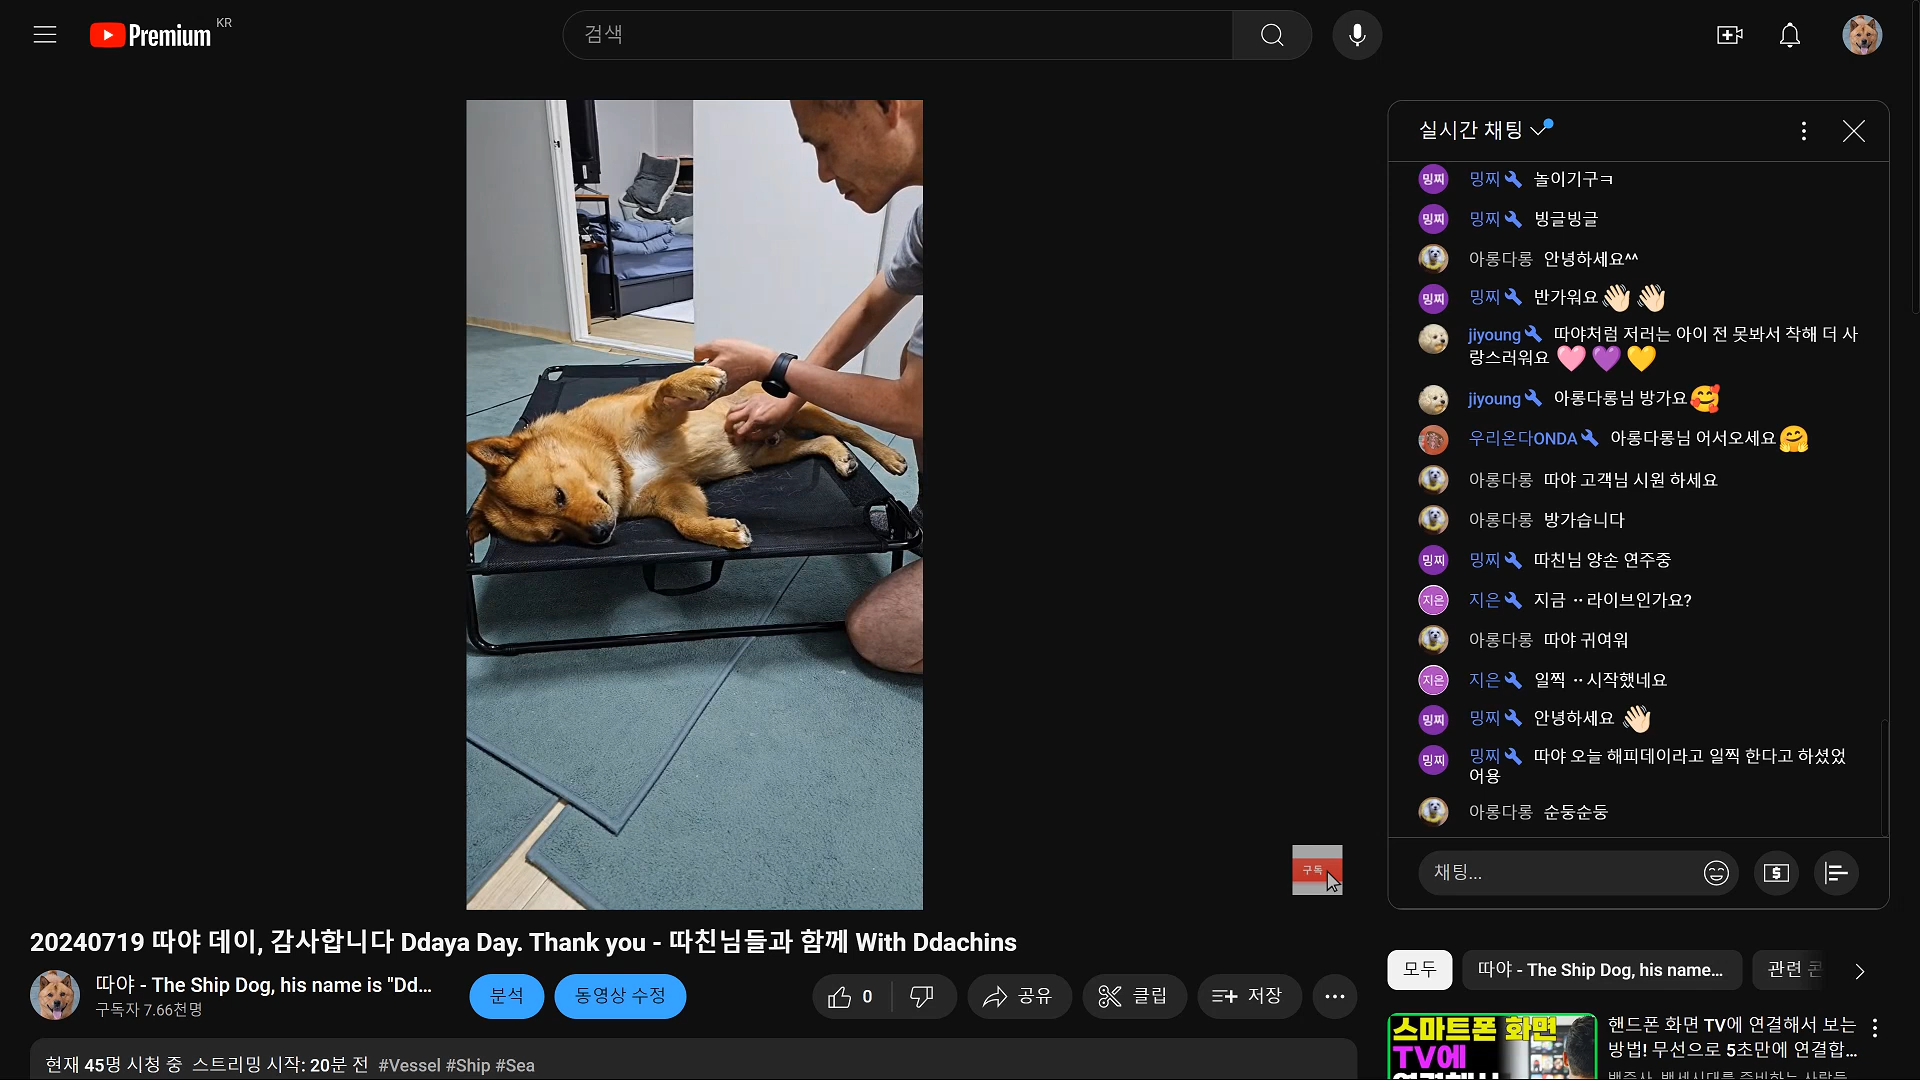 Premium KR
검색
실시간 채팅
밍찌 밍찌 놀이기구ㅋ
밍찌 밍찌 빙글빙글
아롱다롱 안녕하세요^^
밍찌 밍찌 반가워요👋🏻👋🏻
jiyoung 따야처럼 저러는 아이 전 못봐서 착해 더 사
랑스러워요 🩷💜💛
jiyoung 아롱다롱님 방가요🥰
우리온다ONDA 아롱다롱님 어서오세요🤗
아롱다롱 따야 고객님 시원 하세요
아롱다롱 방가습니다
밍찌 밍찌 따친님 양손 연주중
지은 지은 지금 ··라이브인가요?
아롱다롱 따야 귀여워
지은 지은 일찍 ··시작했네요
밍찌 밍찌 안녕하세요 👋🏻
밍찌 밍찌 따야 오늘 해피데이라고 일찍 한다고 하셨었
어용
아롱다롱 순둥순둥
채팅...
구독
20240719 따야 데이, 감사합니다 Ddaya Day. Thank you - 따친님들과 함께 With Ddachins
따야 - The Ship Dog, his name is "Dd...
구독자 7.66천명
분석
동영상 수정
0
공유
클립
저장
현재 45명 시청 중 스트리밍 시작: 20분 전 #Vessel #Ship #Sea
모두
따야 - The Ship Dog, his name...
관련
스마트폰 화면
TV에
핸드폰 화면 TV에 연결해서 보는
방법! 무선으로 5초만에 연결합...